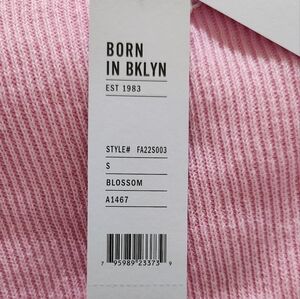 BORN
IN BKLYN
EST 1983
STYLE# FA22S003
S
BLOSSOM
A1467
7 95989 23373 9